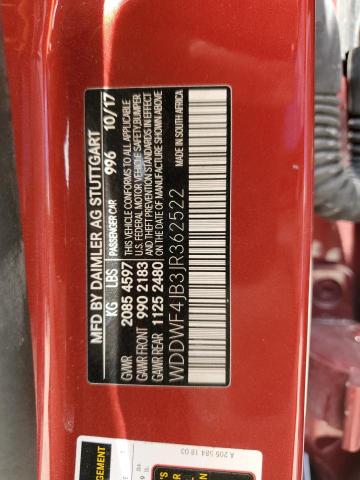 MFD BY DAIMLER AG STUTTGART
KG LBS PASSENGER CAR 996 10/17
GVWR 2085 4597
GAWR FRONT 990 2183
GAWR REAR 1125 2480
THIS VEHICLE CONFORMS TO ALL APPLICABLE
U.S. FEDERAL MOTOR VEHICLE SAFETY, BUMPER
AND THEFT PREVENTION STANDARDS IN EFFECT
ON THE DATE OF MANUFACTURE SHOWN ABOVE
MADE IN SOUTH AFRICA
WDDWF4JB3JR362522
A 205 584 18 03